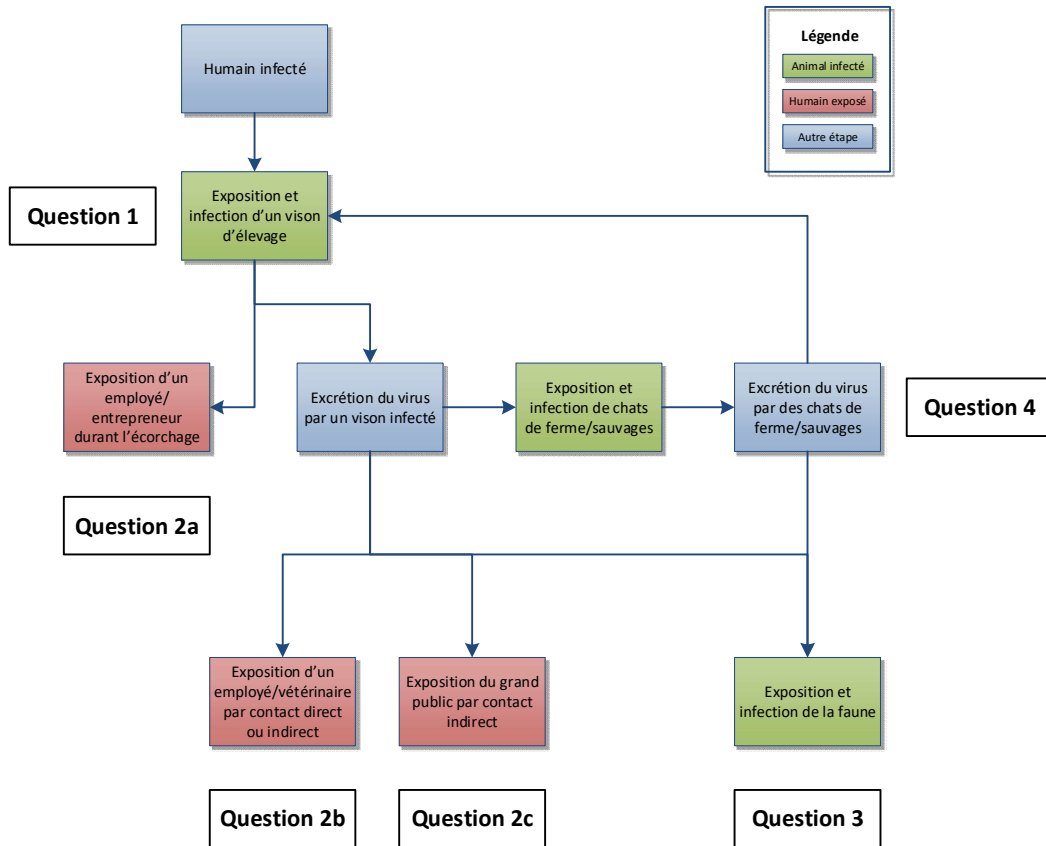 Humain infecté
Légende
Animal infecté
Humain exposé
Autre étape
Question 1
Exposition et
infection d'un vison
d'élevage
Exposition d'un
employé/
entrepreneur
durant l'écorchage
Excrétion du virus
par un vison infecté
Exposition et
infection de chats
de ferme/sauvages
Excrétion du virus
par des chats de
ferme/sauvages
Question 4
Question 2a
Exposition d'un
employé/vétérinaire
par contact direct
ou indirect
Exposition du grand
public par contact
indirect
Exposition et
infection de la faune
Question 2b
Question 2c
Question 3